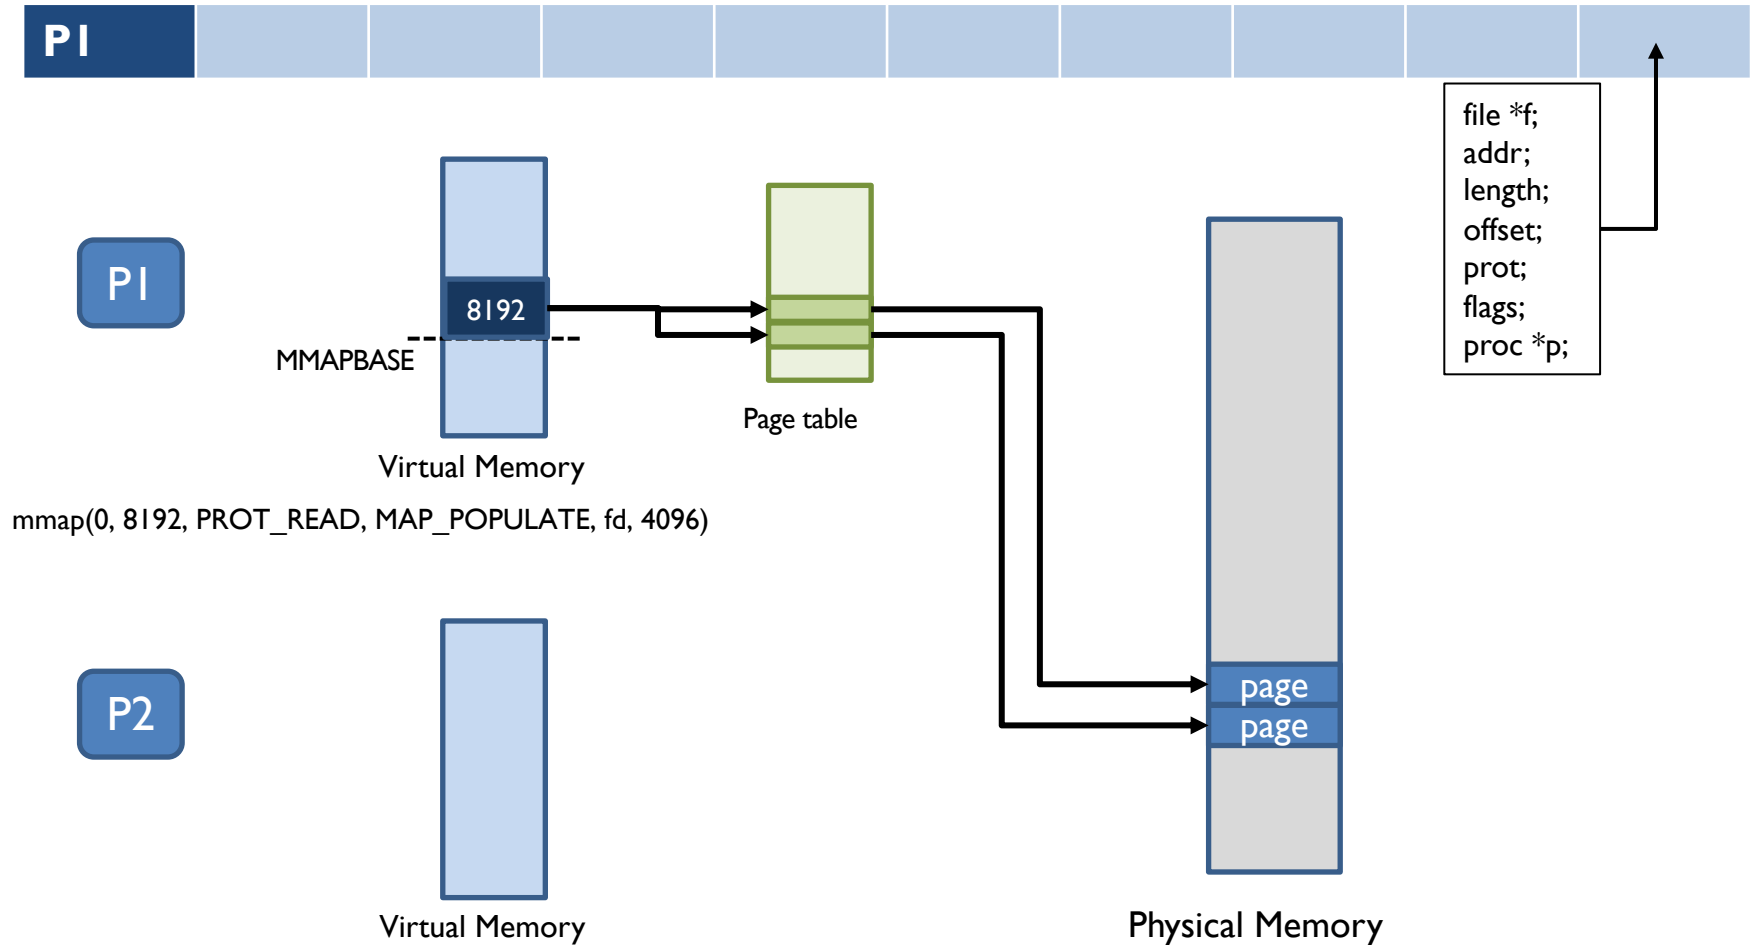 P1
file *f;
addr;
length;
offset;
prot;
flags;
proc *p;
P1
8192
MMAPBASE
Page table
Virtual Memory
mmap(0, 8192, PROT_READ, MAP_POPULATE, fd, 4096)
P2
page
page
Virtual Memory
Physical Memory